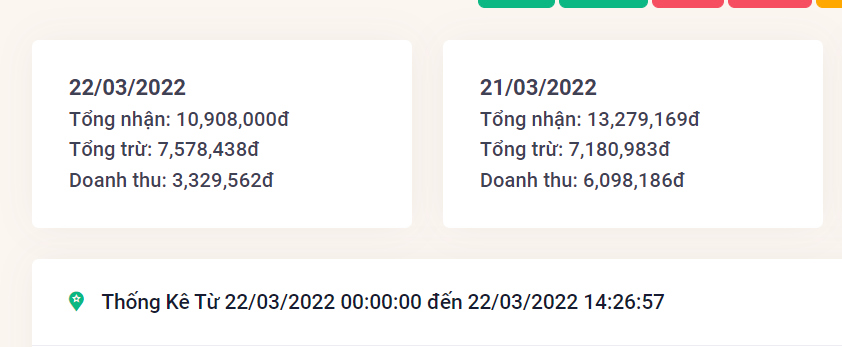 22/03/2022
Tổng nhận: 10,908,000đ
Tổng trừ: 7,578,438đ
Doanh thu: 3,329,562đ
21/03/2022
Tổng nhận: 13,279,169đ
Tổng trừ: 7,180,983đ
Doanh thu: 6,098,186đ
Thống Kê Từ 22/03/2022 00:00:00 đến 22/03/2022 14:26:57